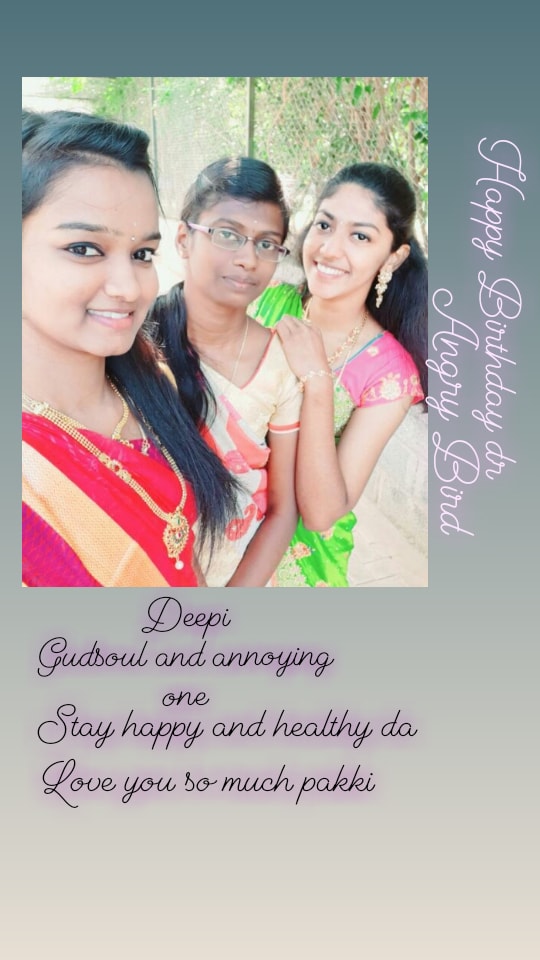 Happy Birthday dr
Angry Bird
Deepi
Gudsoul and annoying
one
Stay happy and healthy da
Love you so much pakki